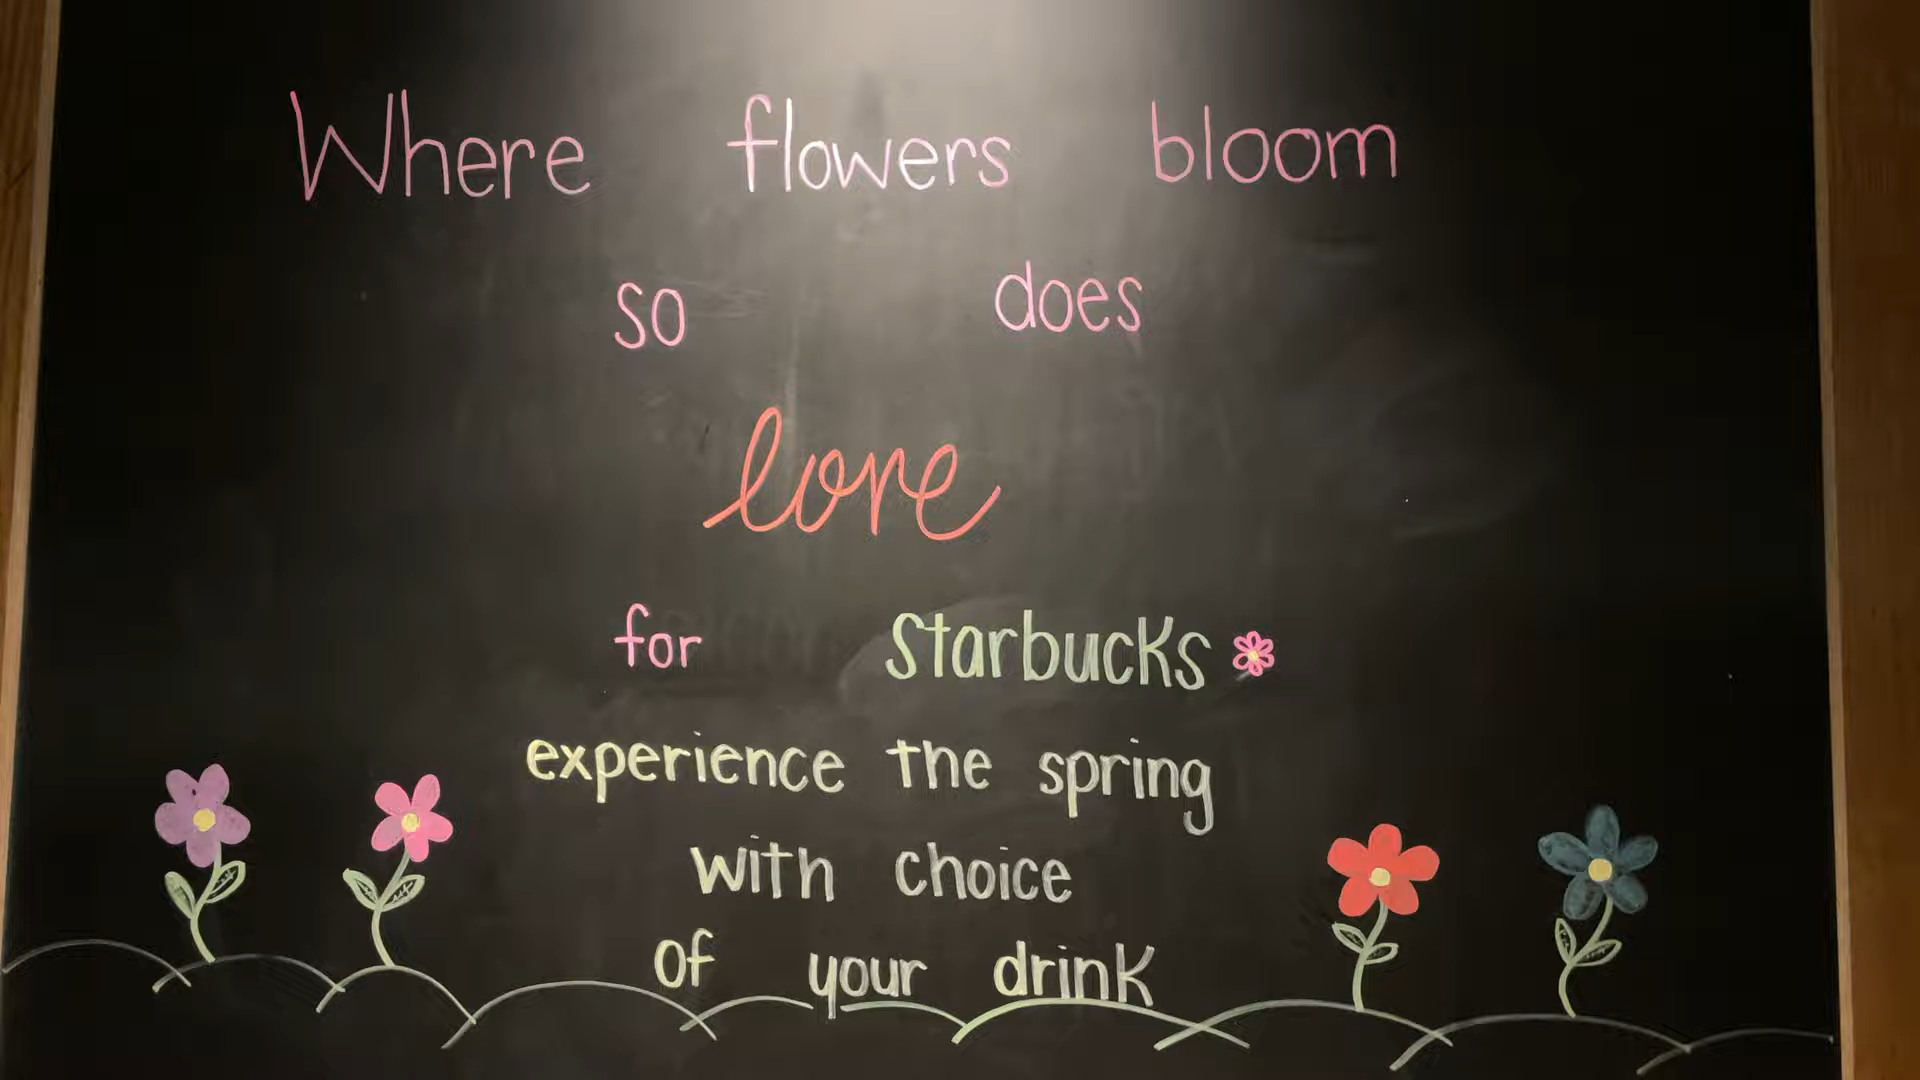 Where flowers bloom
so does
love
for Starbucks
experience the spring
with choice
of your drink